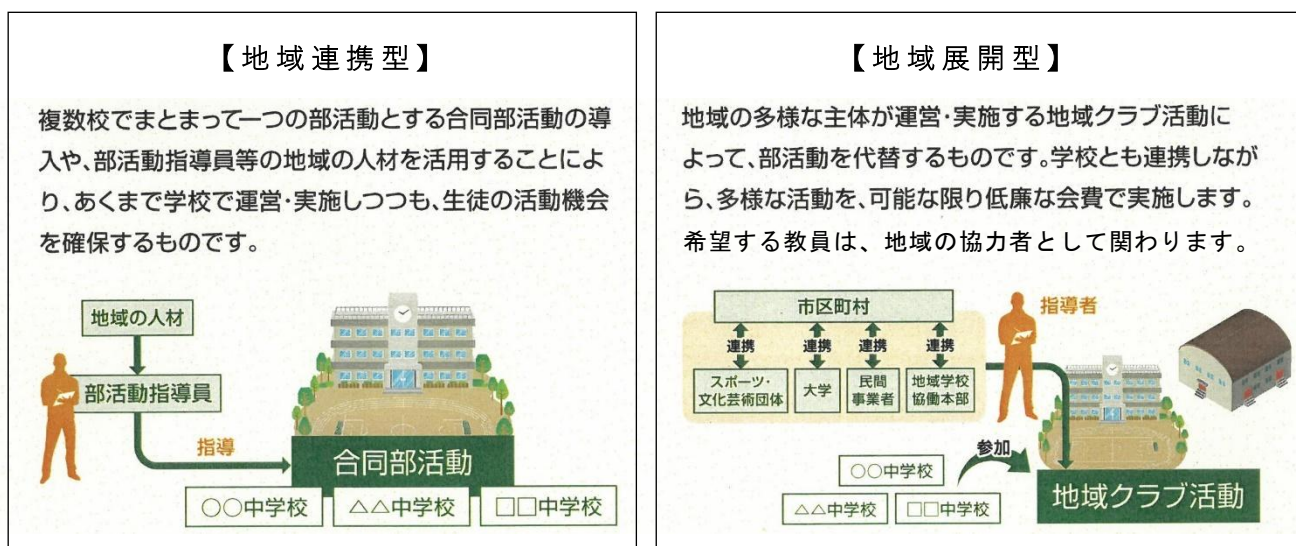 【地域連携型】
複数校でまとまって一つの部活動とする合同部活動の導
入や、部活動指導員等の地域の人材を活用することによ
り、あくまで学校で運営・実施しつつも、生徒の活動機会
を確保するものです。
地域の人材
部活動指導員
指導
合同部活動
○○中学校
△△中学校
□□中学校
【地域展開型】
地域の多様な主体が運営・実施する地域クラブ活動に
よって、部活動を代替するものです。学校とも連携しなが
ら、多様な活動を、可能な限り低廉な会費で実施します。
希望する教員は、地域の協力者として関わります。
市区町村
連携
連携
連携
連携
スポーツ・
文化芸術団体
大学
民間
事業者
地域学校
協働本部
指導者
参加
○○中学校
△△中学校
□□中学校
地域クラブ活動